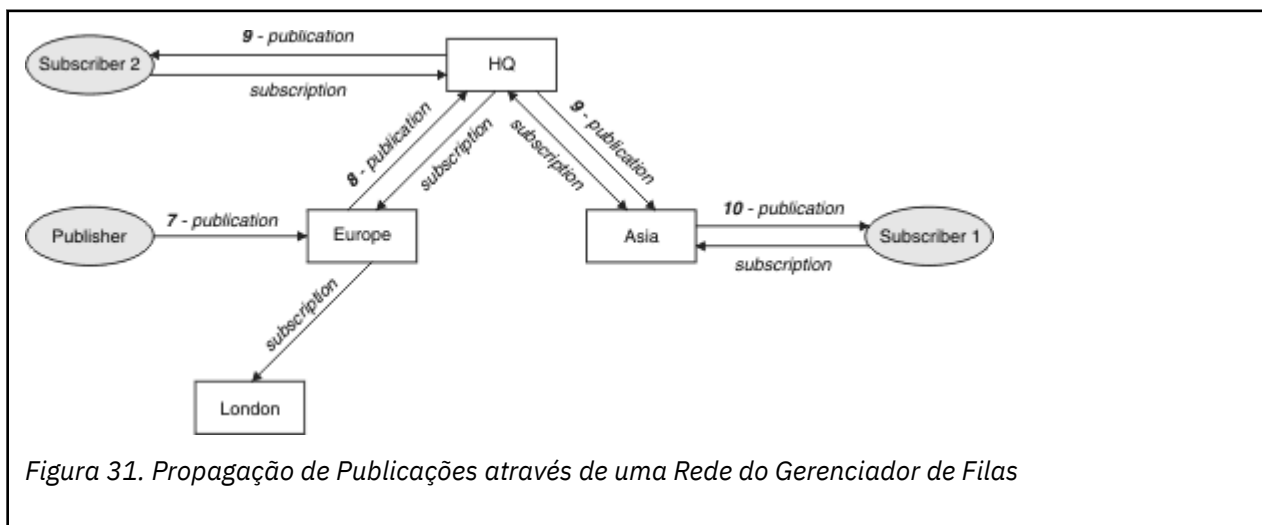 9 - publication
Subscriber 2
HQ
subscription
9 - publication
8 - publication
subscription
subscription
7 - publication
10 - publication
Publisher
Europe
Asia
Subscriber 1
subscription
subscription
London
Figura 31. Propagação de Publicações através de uma Rede do Gerenciador de Filas